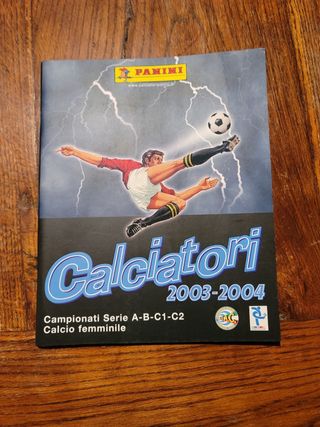 PANINI
Calciatori
2003-2004
Campionati Serie A-B-C1-C2
Calcio femminile